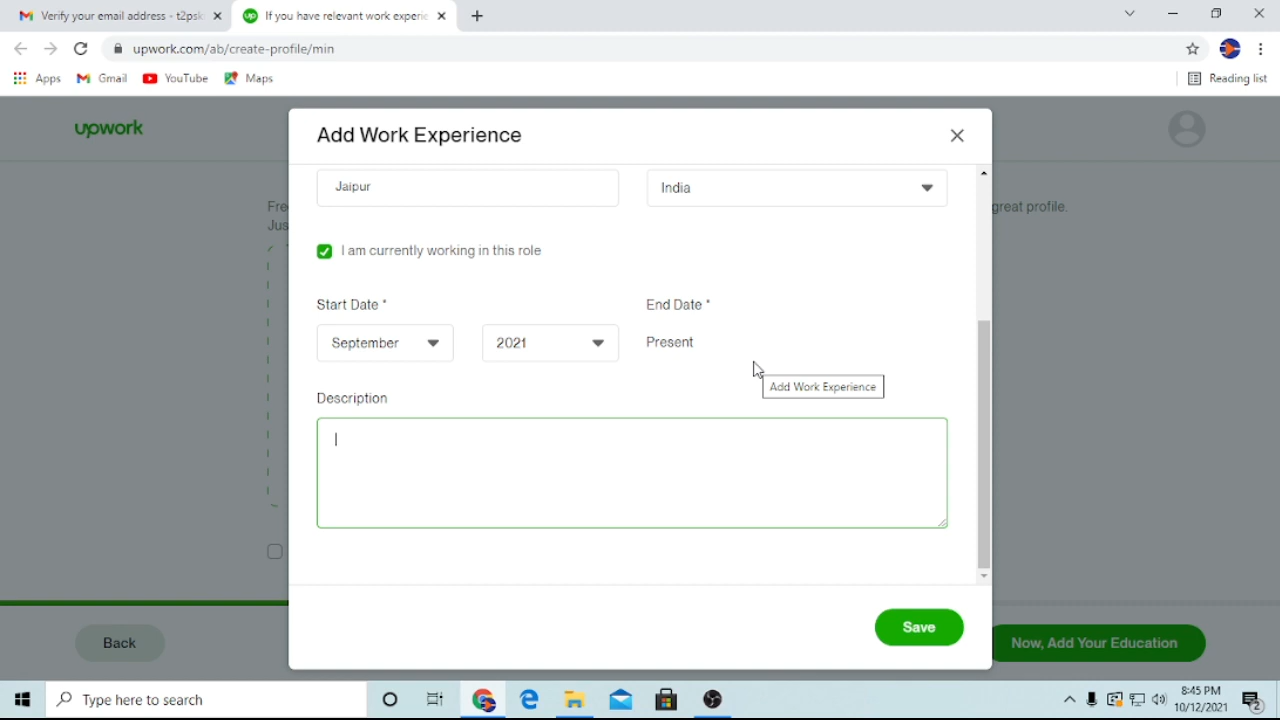 Verify your email address - t2psk
If you have relevant work experie
upwork.com/ab/create-profile/min
Apps
Gmail
YouTube
Maps
Reading list
upwork
Add Work Experience
Jaipur
India
Fre
great profile.
Jus
I am currently working in this role
Start Date *
End Date *
September
2021
Present
Add Work Experience
Description
Save
Back
Now, Add Your Education
Type here to search
8:45 PM
10/12/2021
2